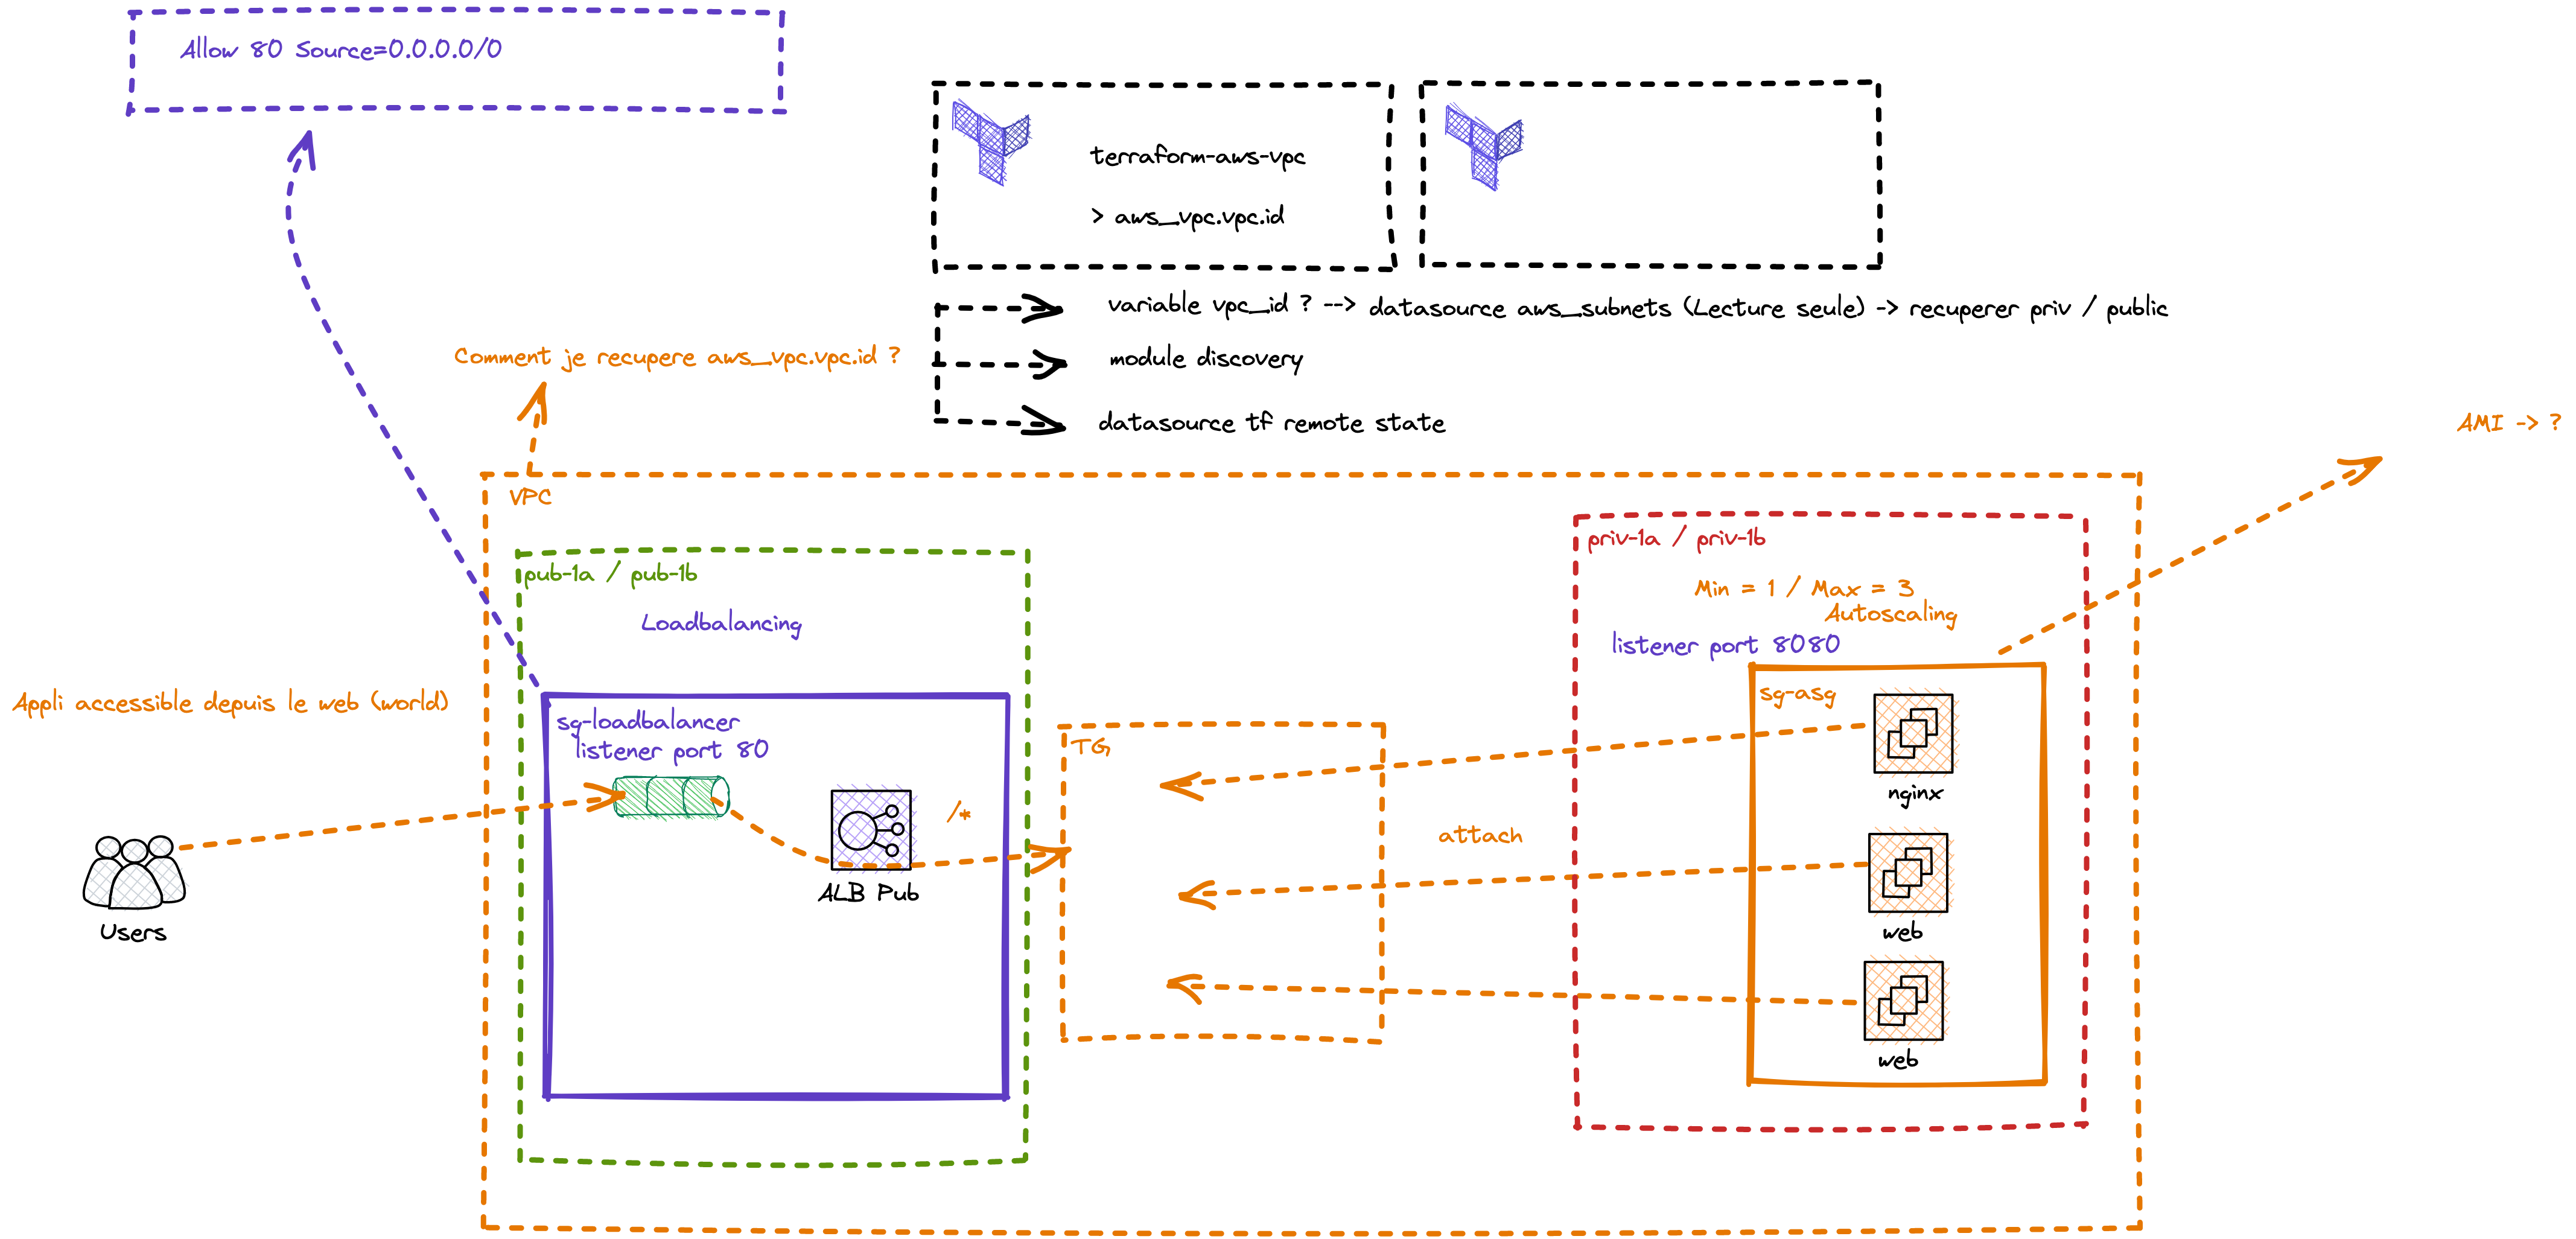 Allow 80 Source=0.0.0.0/0
terraform-aws-vpc
> aws_vpc.vpc.id
variable vpc_id ? --> datasource aws_subnets (Lecture seule) -> recuperer priv / public
Comment je recupere aws_vpc.vpc.id ?
module discovery
datasource tf remote state
AMI -> ?
VPC
pub-1a / pub-1b
Loadbalancing
priv-1a / priv-1b
Min = 1 / Max = 3
Autoscaling
listener port 8080
Appli accessible depuis le web (world)
sg-loadbalancer
listener port 80
sg-asg
TG
nginx
/*
attach
ALB Pub
Users
web
web